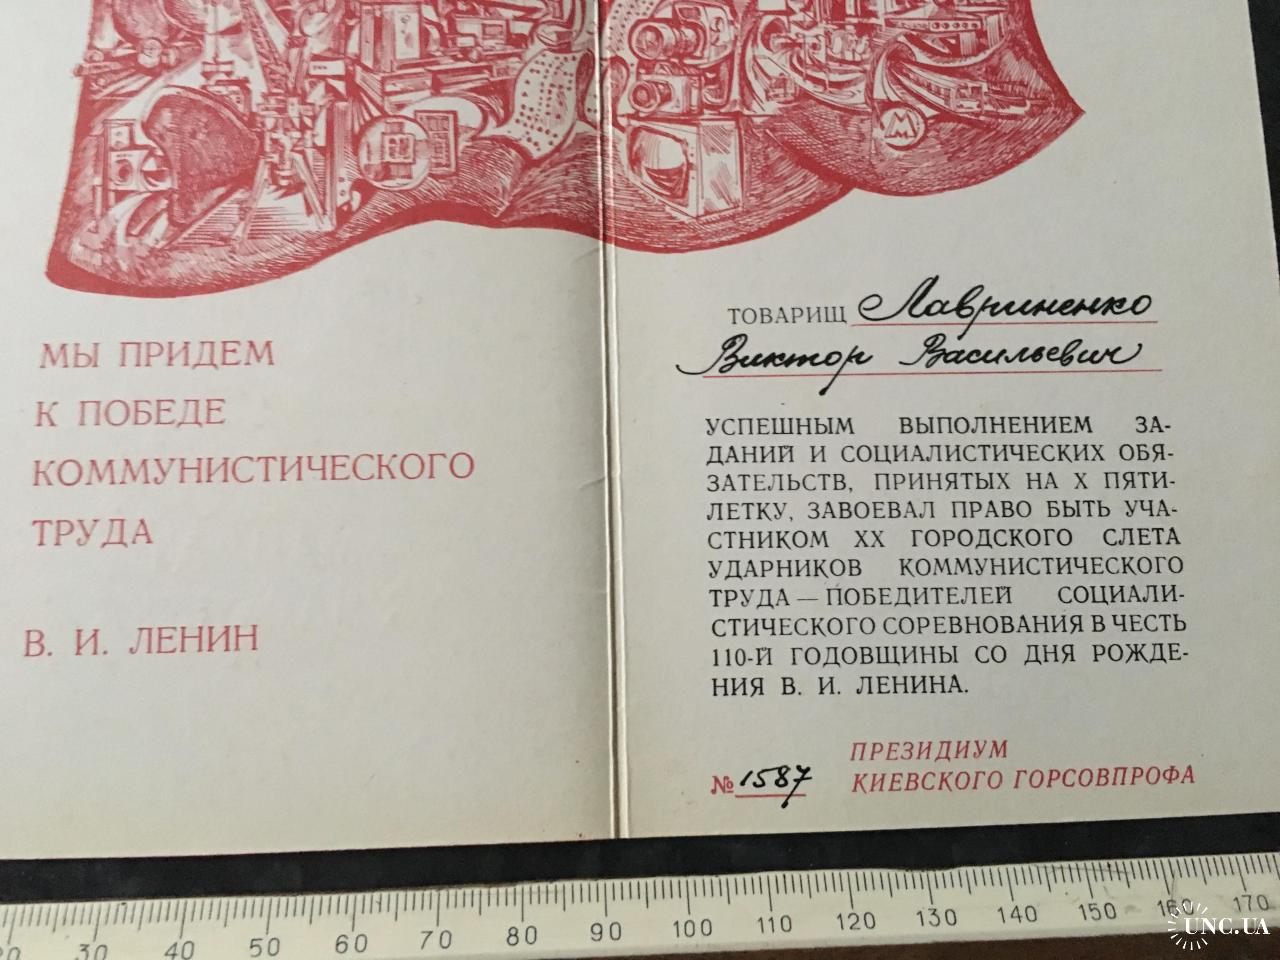 М
МЫ ПРИДЕМ
К ПОБЕДЕ
КОММУНИСТИЧЕСКОГО
ТРУДА
В. И. ЛЕНИН
ТОВАРИЩ Лавриненко
Виктор Васильевич
УСПЕШНЫМ ВЫПОЛНЕНИЕМ ЗА-
ДАНИЙ И СОЦИАЛИСТИЧЕСКИХ ОБЯ-
ЗАТЕЛЬСТВ, ПРИНЯТЫХ НА X ПЯТИ-
ЛЕТКУ, ЗАВОЕВАЛ ПРАВО БЫТЬ УЧА-
СТНИКОМ XX ГОРОДСКОГО СЛЕТА
УДАРНИКОВ КОММУНИСТИЧЕСКОГО
ТРУДА — ПОБЕДИТЕЛЕЙ СОЦИАЛИ-
СТИЧЕСКОГО СОРЕВНОВАНИЯ В ЧЕСТЬ
110-Й ГОДОВЩИНЫ СО ДНЯ РОЖДЕ-
НИЯ В. И. ЛЕНИНА.
ПРЕЗИДИУМ
№ 1587 КИЕВСКОГО ГОРСОВПРОФА
20 30 40 50 60 70 80 90 100 110 120 130 140 150 160 170
UNC.UA